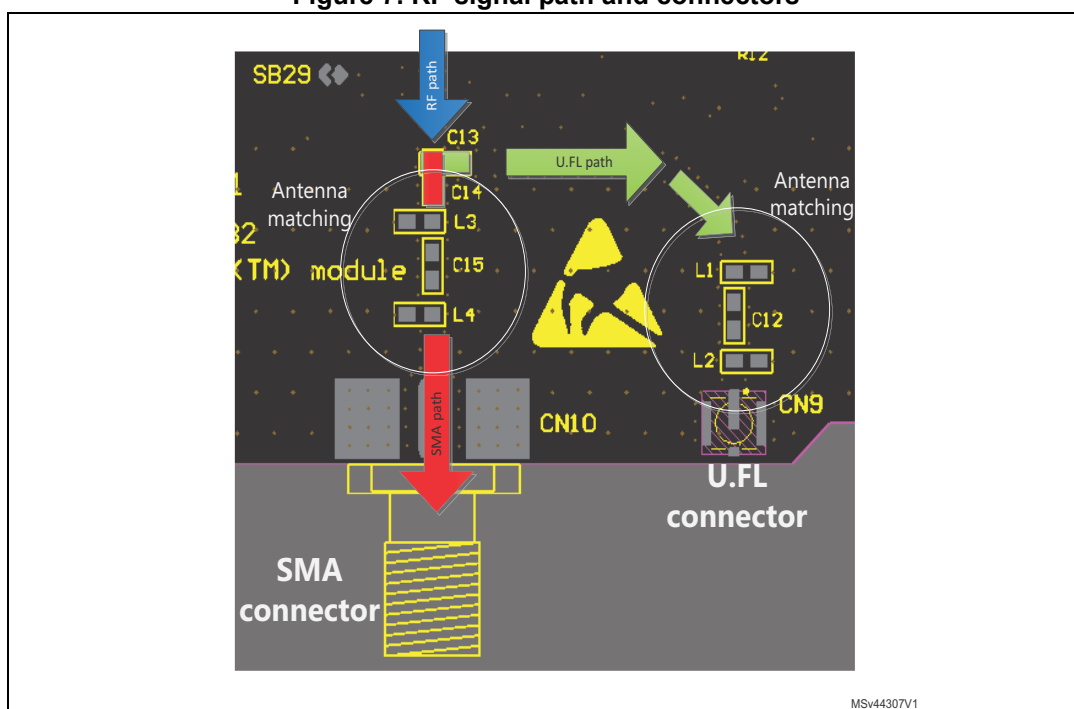 Figure 7. RF signal path and connectors
R12
SB29
RF path
C13
U.FL path
C14
Antenna
matching
L3
Antenna
matching
(TM) module
C15
L1
C12
L4
L2
SMA path
CN10
CN9
U.FL
connector
SMA
connector
MSv44307V1